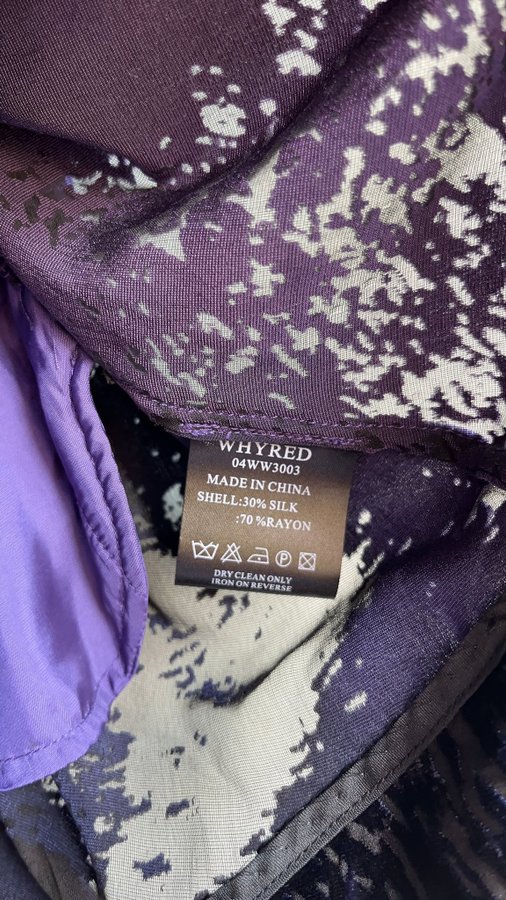 WHYRED
04WW3003
MADE IN CHINA
SHELL:30% SILK
:70%RAYON
P
DRY CLEAN ONLY
IRON ON REVERSE